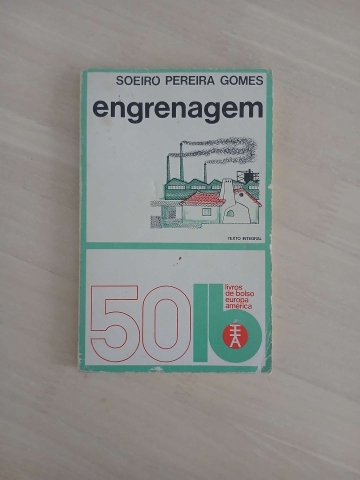 SOEIRO PEREIRA GOMES
engrenagem
TEXTO INTEGRAL
50 lb
livros
de bolso
europa
américa